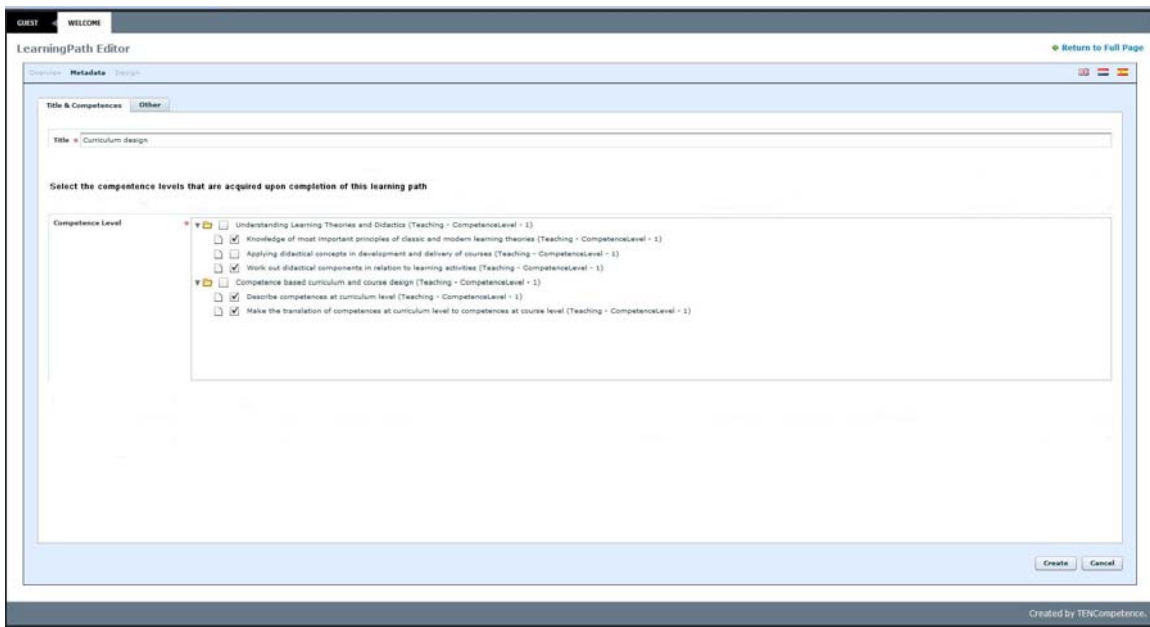 GUEST WELCOME
LearningPath Editor
Return to Full Page
Overview Metadata Design
Title & Competences Other
Title * Curriculum design
Select the compentence levels that are acquired upon completion of this learning path
Competence Level *
Understanding Learning Theories and Didactics (Teaching - CompetenceLevel - 1)
Knowledge of most important principles of classic and modern learning theories (Teaching - CompetenceLevel - 1)
Applying didactical concepts in development and delivery of courses (Teaching - CompetenceLevel - 1)
Work out didactical components in relation to learning activities (Teaching - CompetenceLevel - 1)
Competence based curriculum and course design (Teaching - CompetenceLevel - 1)
Describe competences at curriculum level (Teaching - CompetenceLevel - 1)
Make the translation of competences at curriculum level to competences at course level (Teaching - CompetenceLevel - 1)
Create Cancel
Created by TENCompetence.